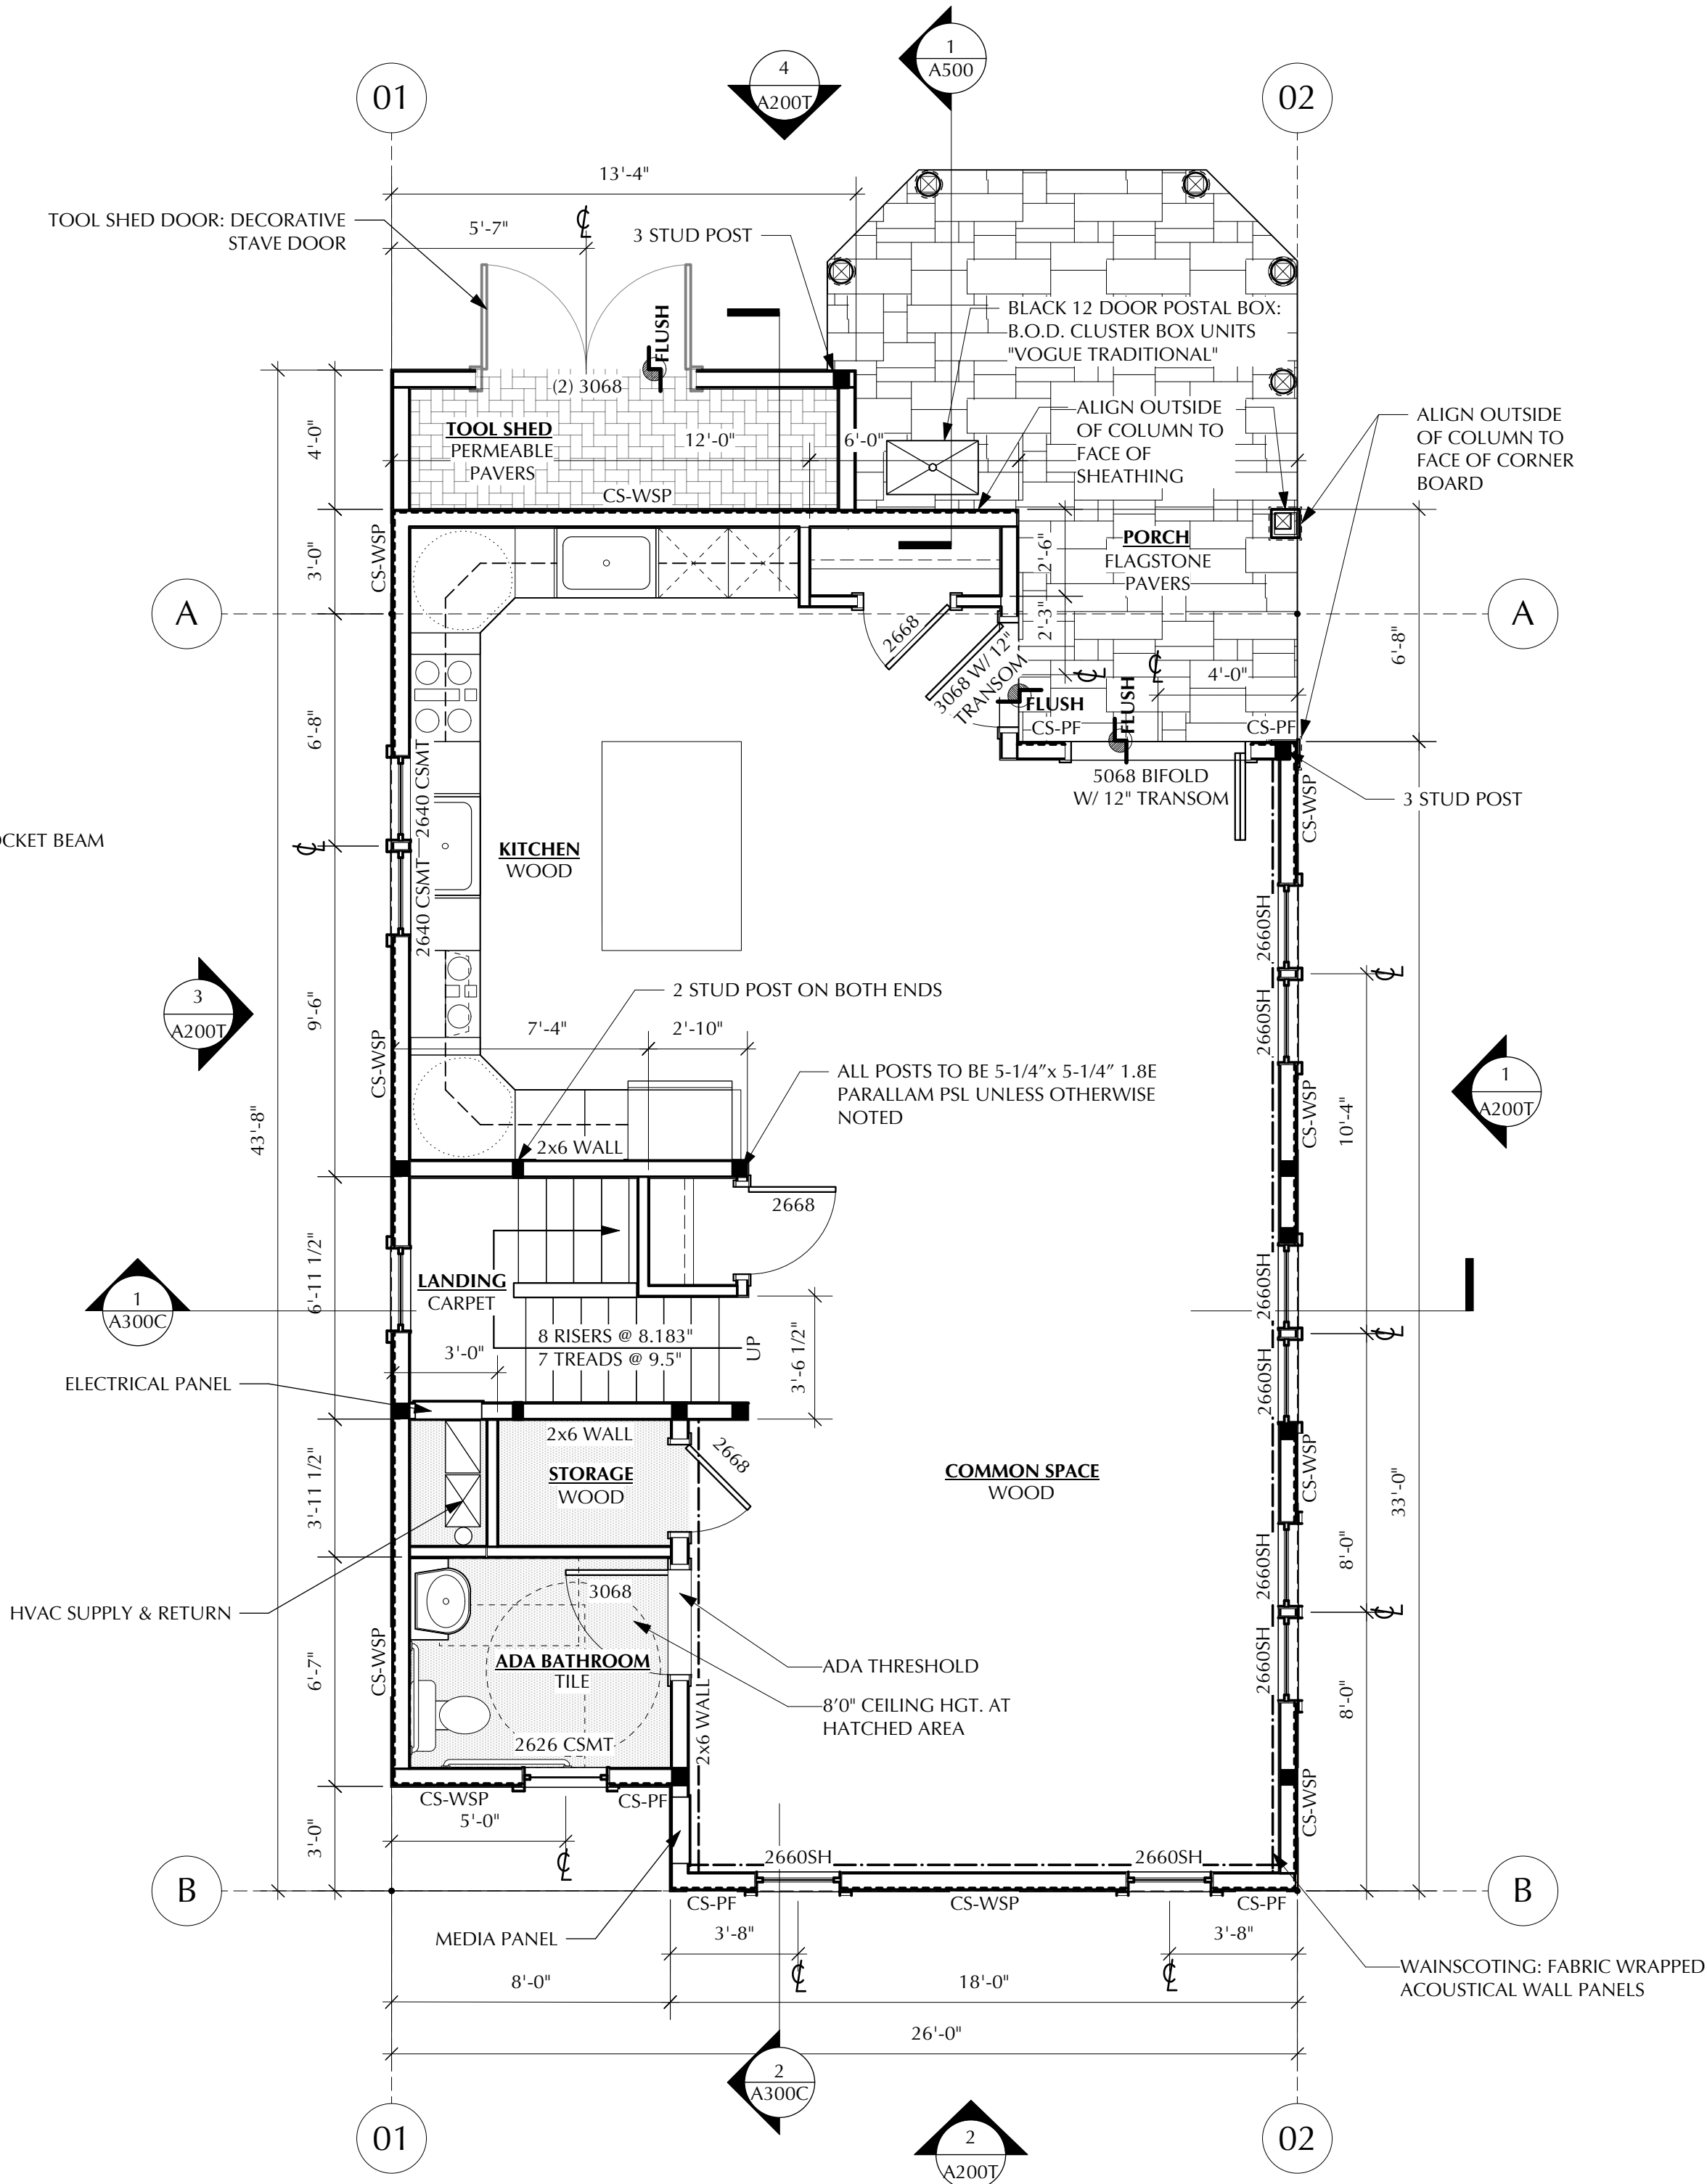 1
A500
4
A200T
01
02
13'-4"
TOOL SHED DOOR: DECORATIVE
STAVE DOOR
5'-7"
3 STUD POST
FLUSH
BLACK 12 DOOR POSTAL BOX:
B.O.D. CLUSTER BOX UNITS
"VOGUE TRADITIONAL"
(2) 3068
ALIGN OUTSIDE
OF COLUMN TO
FACE OF
SHEATHING
ALIGN OUTSIDE
OF COLUMN TO
FACE OF CORNER
BOARD
4'-0"
TOOL SHED
PERMEABLE
PAVERS
12'-0"
6'-0"
CS-WSP
CS-WSP
3'-0"
2'-6"
PORCH
FLAGSTONE
PAVERS
A
A
2'-3"
2668
3068 W/ 12"
TRANSOM
6'-8"
4'-0"
FLUSH
FLUSH
CS-PF
CS-PF
6'-8"
5068 BIFOLD
W/ 12" TRANSOM
3 STUD POST
CS-WSP
2640 CSMT
OCKET BEAM
KITCHEN
WOOD
2640 CSMT
2660SH
3
A200T
9'-6"
2 STUD POST ON BOTH ENDS
7'-4"
2'-10"
2660SH
CS-WSP
ALL POSTS TO BE 5-1/4”x 5-1/4” 1.8E
PARALLAM PSL UNLESS OTHERWISE
NOTED
1
A200T
CS-WSP
10'-4"
43'-8"
2x6 WALL
2668
6'-11 1/2"
LANDING
CARPET
1
A300C
2660SH
8 RISERS @ 8.183"
7 TREADS @ 9.5"
UP
3'-0"
3'-6 1/2"
2660SH
ELECTRICAL PANEL
2x6 WALL
2668
STORAGE
WOOD
COMMON SPACE
WOOD
CS-WSP
33'-0"
3'-11 1/2"
2660SH
8'-0"
HVAC SUPPLY & RETURN
3068
CS-WSP
6'-7"
ADA BATHROOM
TILE
ADA THRESHOLD
8’0" CEILING HGT. AT
HATCHED AREA
2660SH
8'-0"
2x6 WALL
2626 CSMT
CS-WSP
CS-PF
CS-WSP
5'-0"
3'-0"
2660SH
2660SH
B
B
CS-PF
CS-WSP
CS-PF
MEDIA PANEL
3'-8"
3'-8"
WAINSCOTING: FABRIC WRAPPED
ACOUSTICAL WALL PANELS
8'-0"
18'-0"
26'-0"
2
A300C
01
02
2
A200T